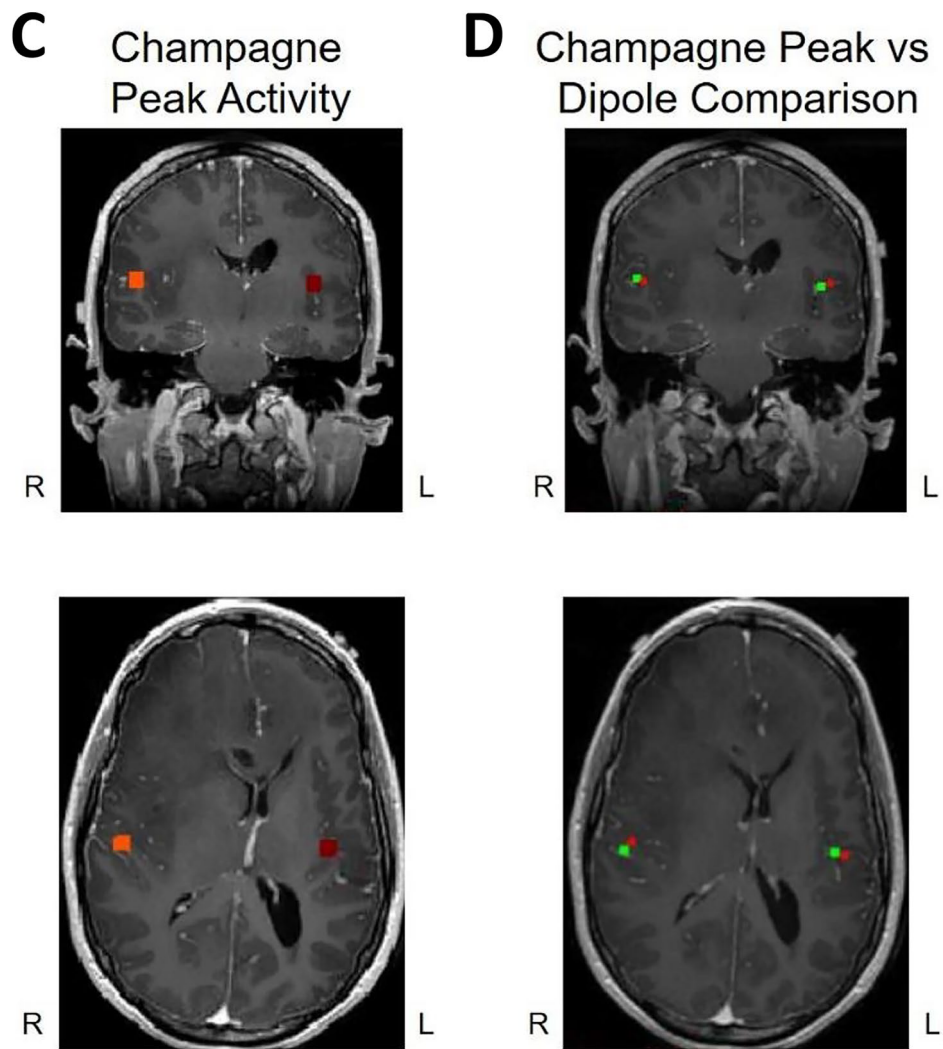 C
Champagne
Peak Activity
D
Champagne Peak vs
Dipole Comparison
R
L
R
L
R
L
R
L